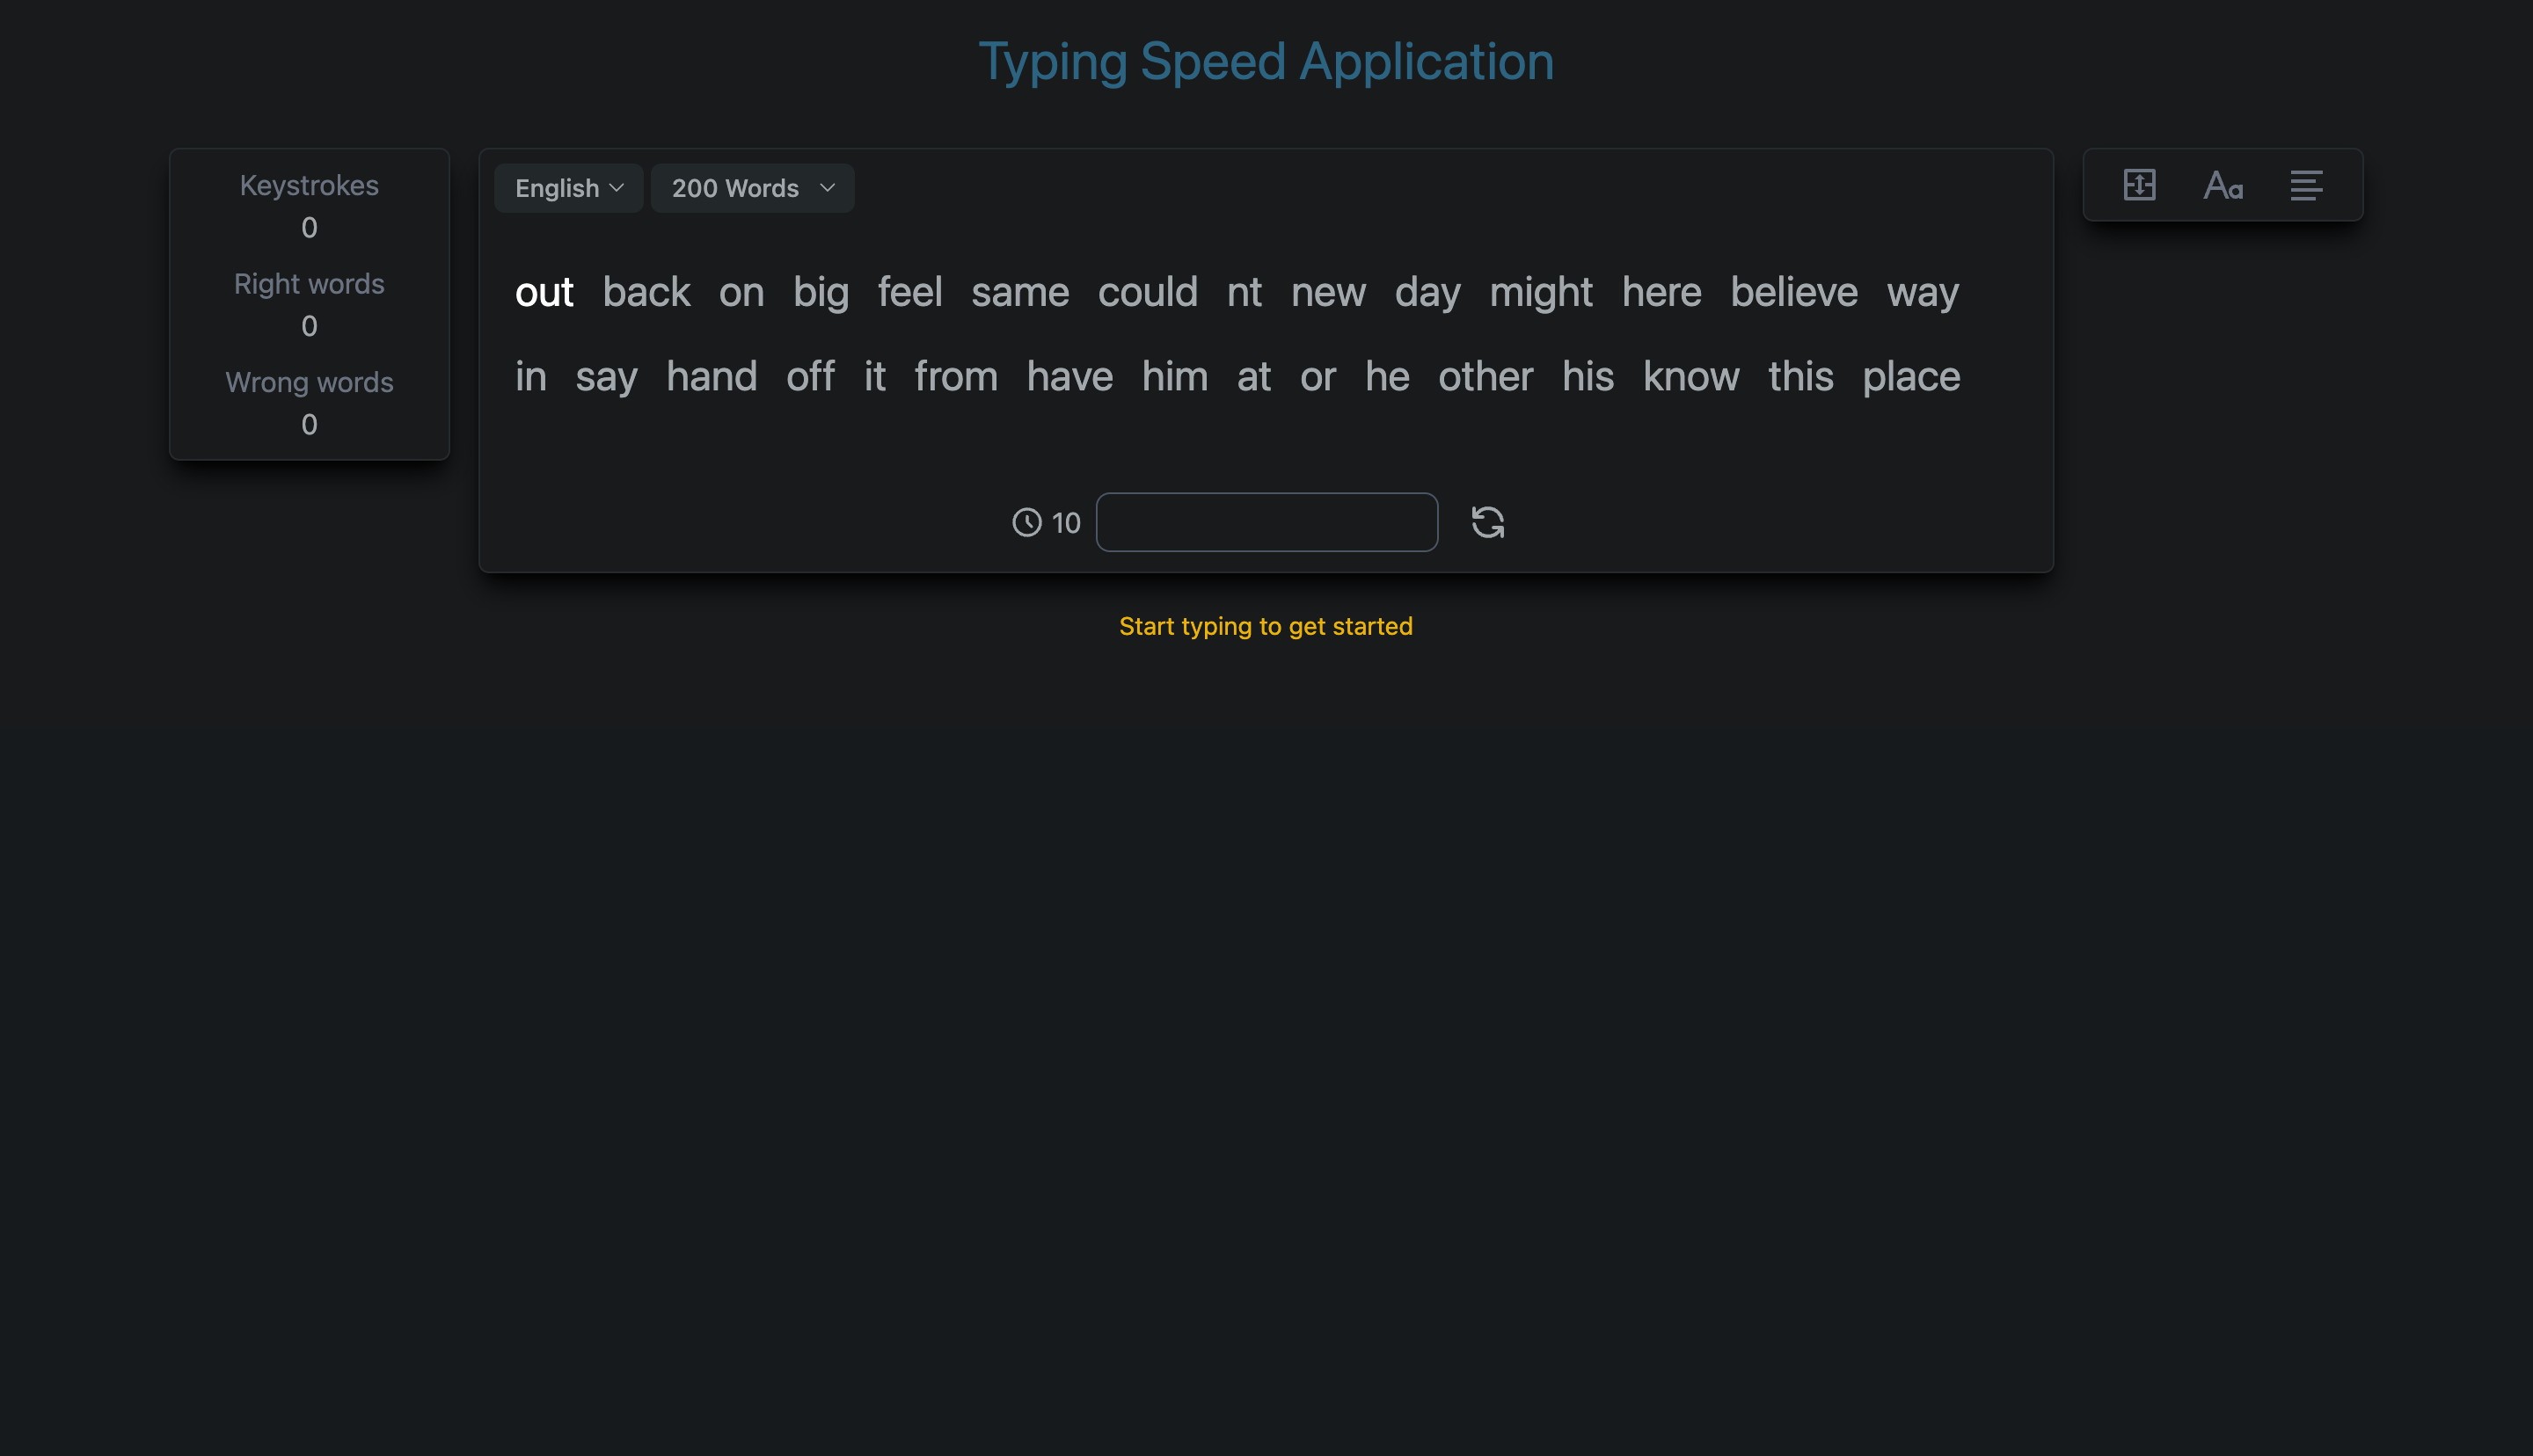 Typing Speed Application
Keystrokes
0
Right words
0
Wrong words
0
English
200 Words
out back on big feel same could nt new day might here believe way
in say hand off it from have him at or he other his know this place
10
Start typing to get started
Aa